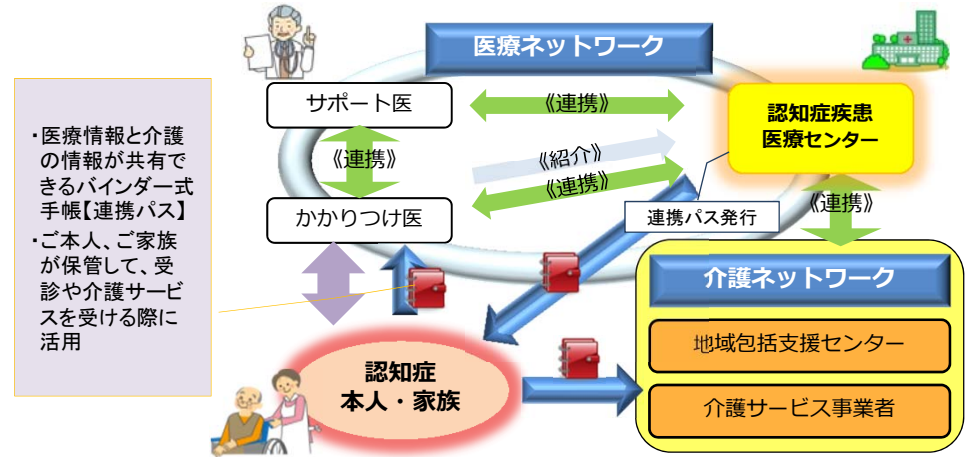 医療ネットワーク
サポート医
《連携》
認知症疾患
医療センター
《連携》
《紹介》
《連携》
かかりつけ医
連携パス発行
《連携》
・医療情報と介護
の情報が共有で
きるバインダー式
手帳【連携パス】
・ご本人、ご家族
が保管して、受
診や介護サービ
スを受ける際に
活用
介護ネットワーク
地域包括支援センター
介護サービス事業者
認知症
本人・家族